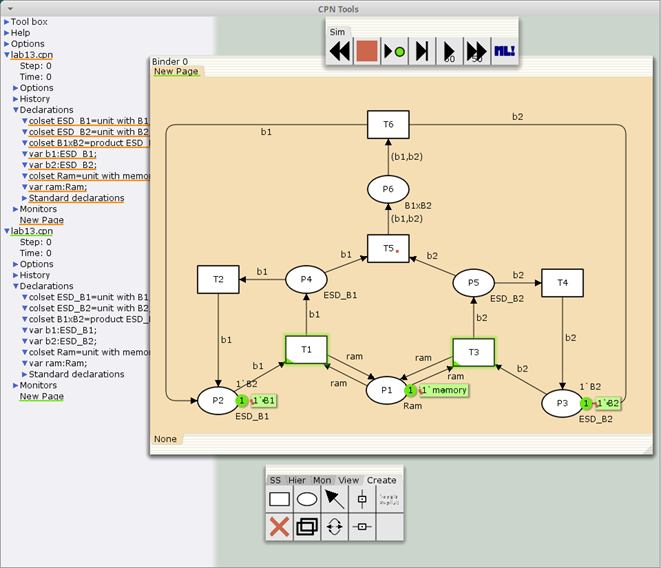 CPN Tools
Tool box
Help
Options
lab13.cpn
Step: 0
Time: 0
Options
History
Declarations
colset ESD_B1=unit with B1
colset ESD_B2=unit with B2
colset B1xB2=product ESD_
var b1:ESD_B1;
var b2:ESD_B2;
colset Ram=unit with memo
var ram:Ram;
Standard declarations
Monitors
New Page
lab13.cpn
Step: 0
Time: 0
Options
History
Declarations
colset ESD_B1=unit with B1
colset ESD_B2=unit with B2
colset B1xB2=product ESD_
var b1:ESD_B1;
var b2:ESD_B2;
colset Ram=unit with memo
var ram:Ram;
Standard declarations
Monitors
New Page
Sim
50
50
ML!
Binder 0
New Page
T6
b1
b2
(b1,b2)
P6
B1xB2
(b1,b2)
T5
b1
b2
T2
b1
P4
ESD_B1
P5
b2
T4
ESD_B2
b1
b2
b1
b2
T1
T3
b1
ram
ram
b2
ram
ram
1`B2
P2
1
1`B1
ESD_B1
P1
1
1`memory
Ram
1`B2
P3
1
1`B2
ESD_B2
None
SS Hier Mon View Create